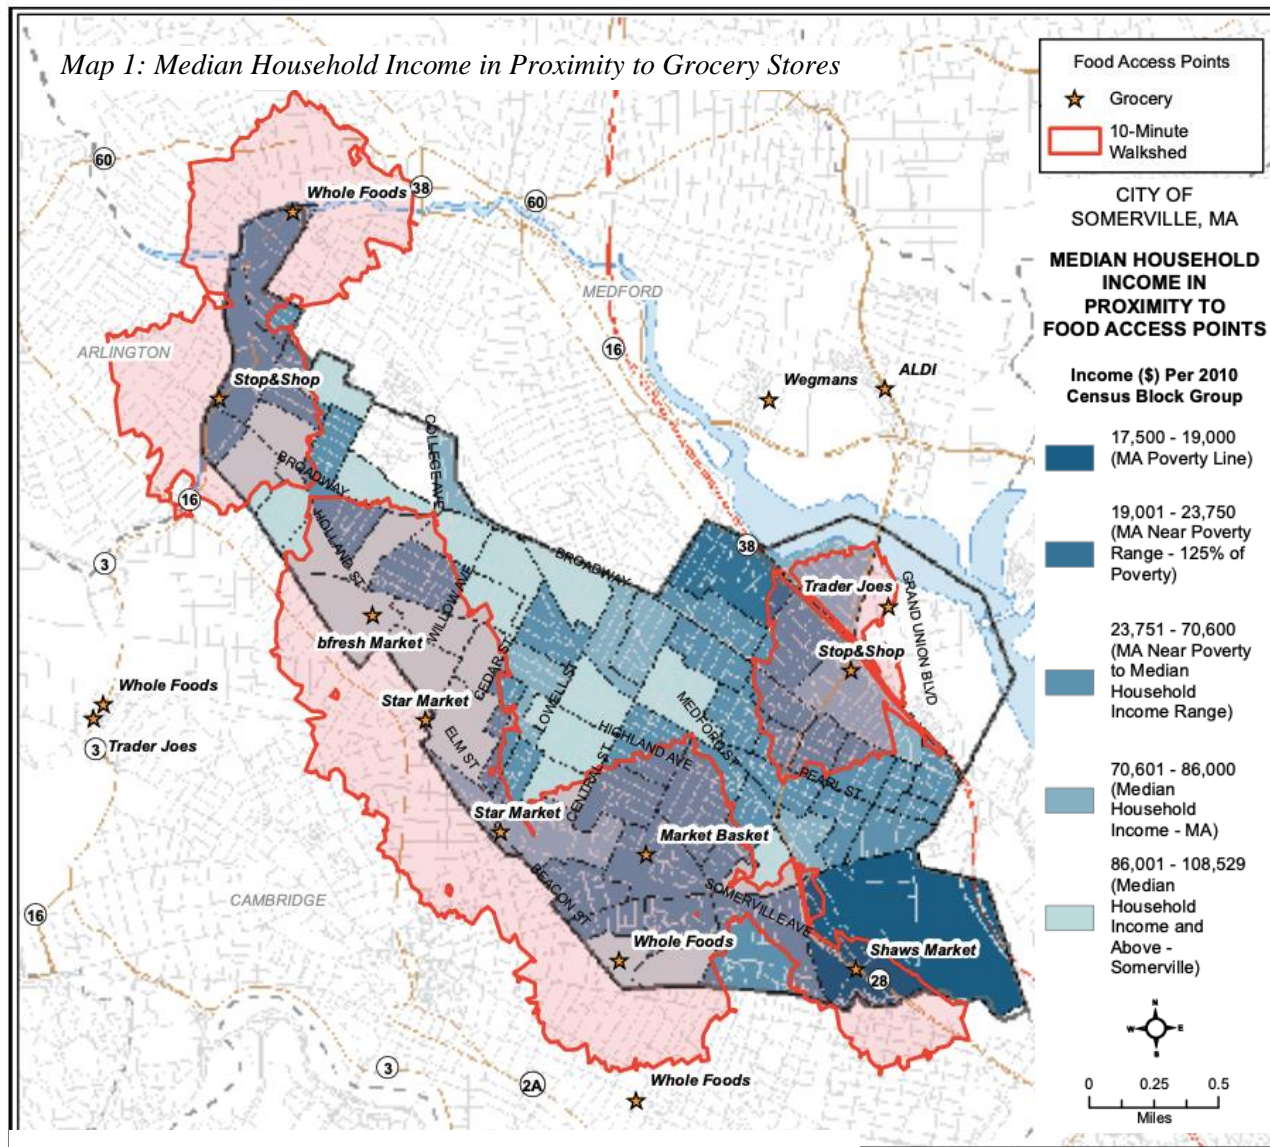 Map 1: Median Household Income in Proximity to Grocery Stores
Food Access Points
Grocery
10-Minute
Walkshed
CITY OF
SOMERVILLE, MA
MEDIAN HOUSEHOLD
INCOME IN
PROXIMITY TO
FOOD ACCESS POINTS
Income ($) Per 2010
Census Block Group
17,500 - 19,000
(MA Poverty Line)
19,001 - 23,750
(MA Near Poverty
Range - 125% of
Poverty)
23,751 - 70,600
(MA Near Poverty
to Median
Household
Income Range)
70,601 - 86,000
(Median
Household
Income - MA)
86,001 - 108,529
(Median
Household
Income and
Above -
Somerville)
N
W E
S
0 0.25 0.5
Miles
60
Whole Foods
38
60
MEDFORD
16
ARLINGTON
Stop&Shop
Wegmans
ALDI
COLLEGE AVE
BROADWAY
16
HOLLAND ST
3
BROADWAY
38
WILLOW AVE
Trader Joes
GRAND UNION BLVD
bfresh Market
Stop&Shop
CEDAR ST
Whole Foods
Star Market
LOWELL ST
MEDFORD ST
3
Trader Joes
ELM ST
HIGHLAND AVE
CENTRAL ST
PEARL ST
Star Market
Market Basket
CAMBRIDGE
BEACON ST
SOMERVILLE AVE
16
Whole Foods
Shaws Market
28
3
2A
Whole Foods